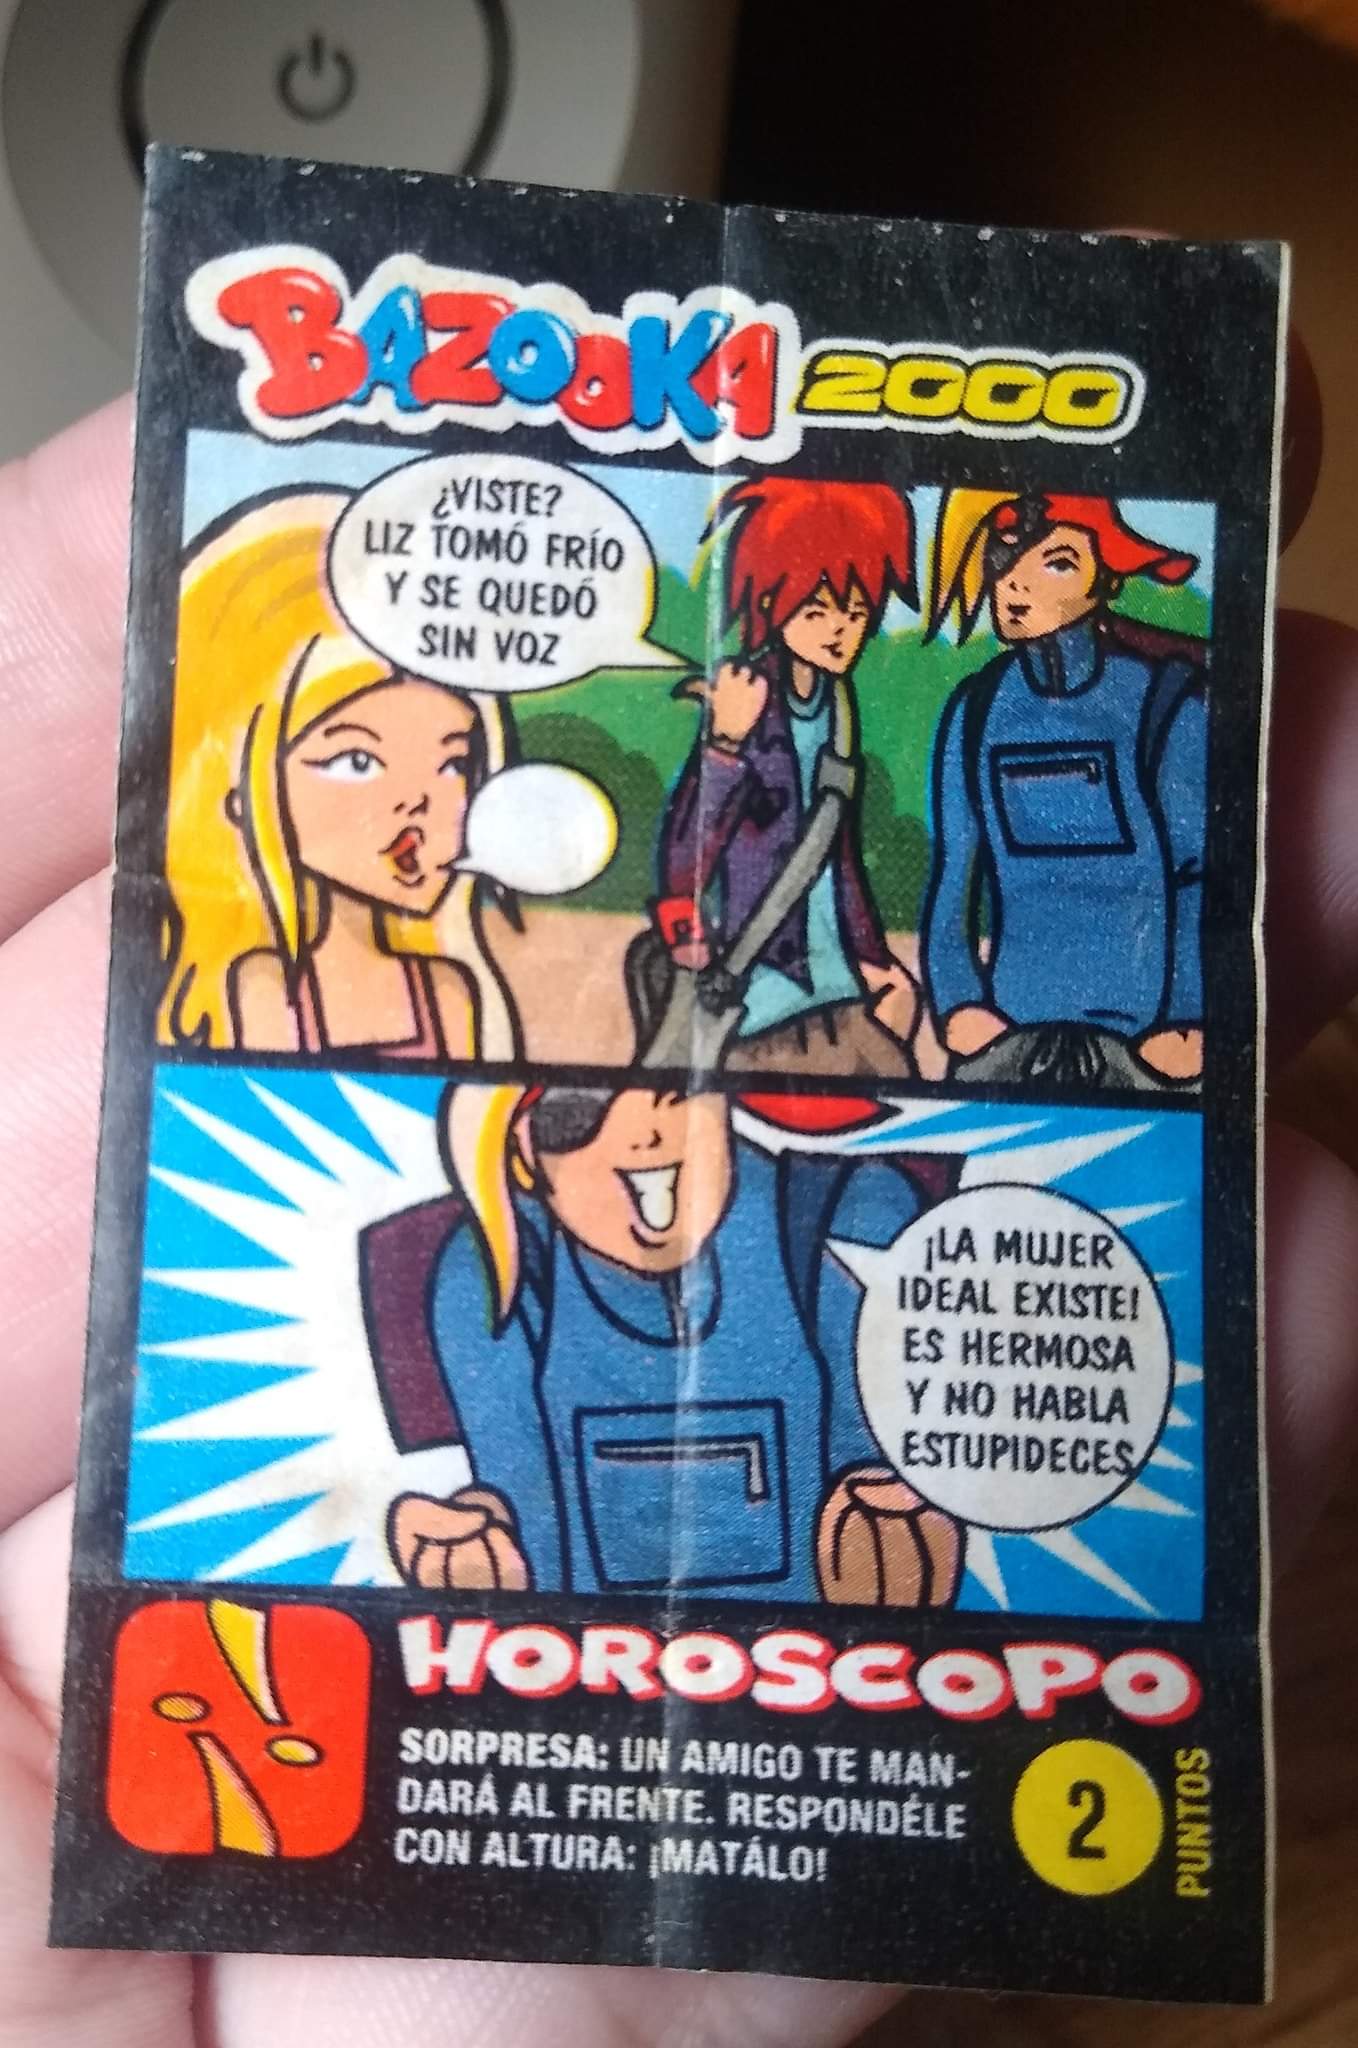 BAZOOKA 2000
¿VISTE?
LIZ TOMÓ FRÍO
Y SE QUEDÓ
SIN VOZ
¡LA MUJER
IDEAL EXISTE!
ES HERMOSA
Y NO HABLA
ESTUPIDECES
HOROSCOPO
SORPRESA: UN AMIGO TE MAN-
DARÁ AL FRENTE. RESPONDÉLE
CON ALTURA: ¡MATÁLO!
2
PUNTOS